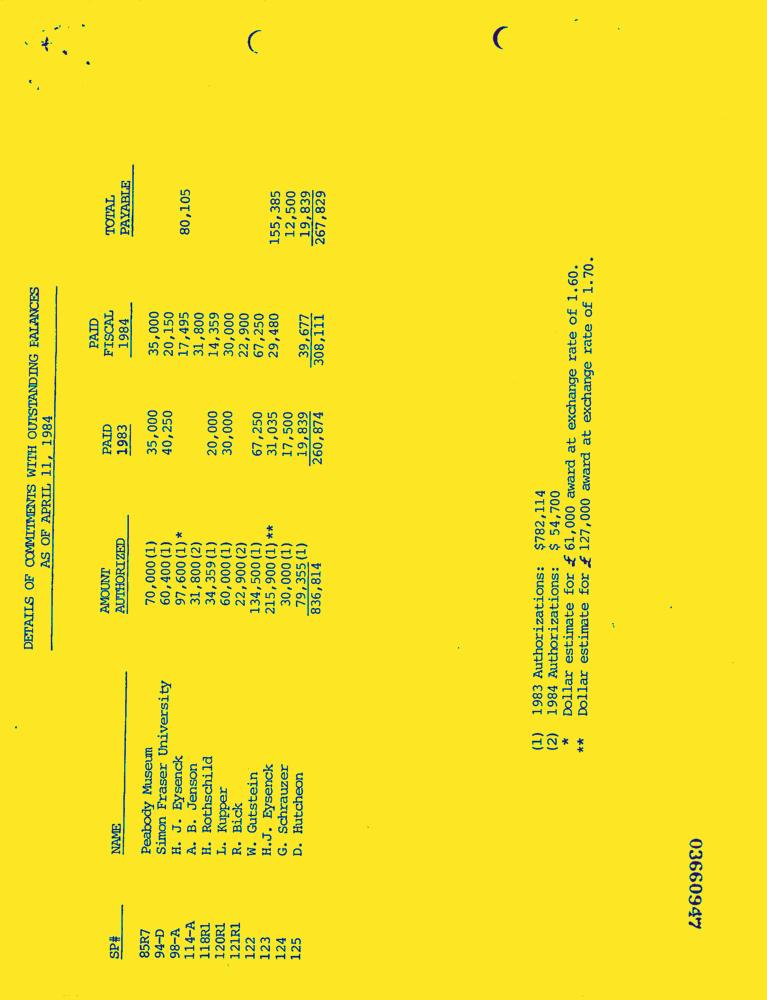 DETAILS OF COMMITMENTS WITH OUTSTANDING BALANCES
AS OF APRIL 11, 1984
SP# NAME AMOUNT AUTHORIZED PAID 1983 PAID FISCAL 1984 TOTAL PAYABLE
85R7 Peabody Museum 70,000(1) 35,000 35,000
94-D Simon Fraser University 60,400(1) 40,250 20,150
98-A H. J. Eysenck 97,600(1)* 17,495 80,105
114-A A. B. Jenson 31,800(2) 31,800
118R1 H. Rothschild 34,359(1) 20,000 14,359
120R1 L. Kupper 60,000(1) 30,000 30,000
121R1 R. Bick 22,900(2) 22,900
122 W. Gutstein 134,500(1) 67,250 67,250
123 H.J. Eysenck 215,900(1)** 31,035 29,480 155,385
124 G. Schrauzer 30,000(1) 17,500 12,500
125 D. Hutcheon 79,355(1) 19,839 39,677 19,839
836,814 260,874 308,111 267,829
(1) 1983 Authorizations: $782,114
(2) 1984 Authorizations: $ 54,700
* Dollar estimate for £ 61,000 award at exchange rate of 1.60.
** Dollar estimate for £ 127,000 award at exchange rate of 1.70.
03660947